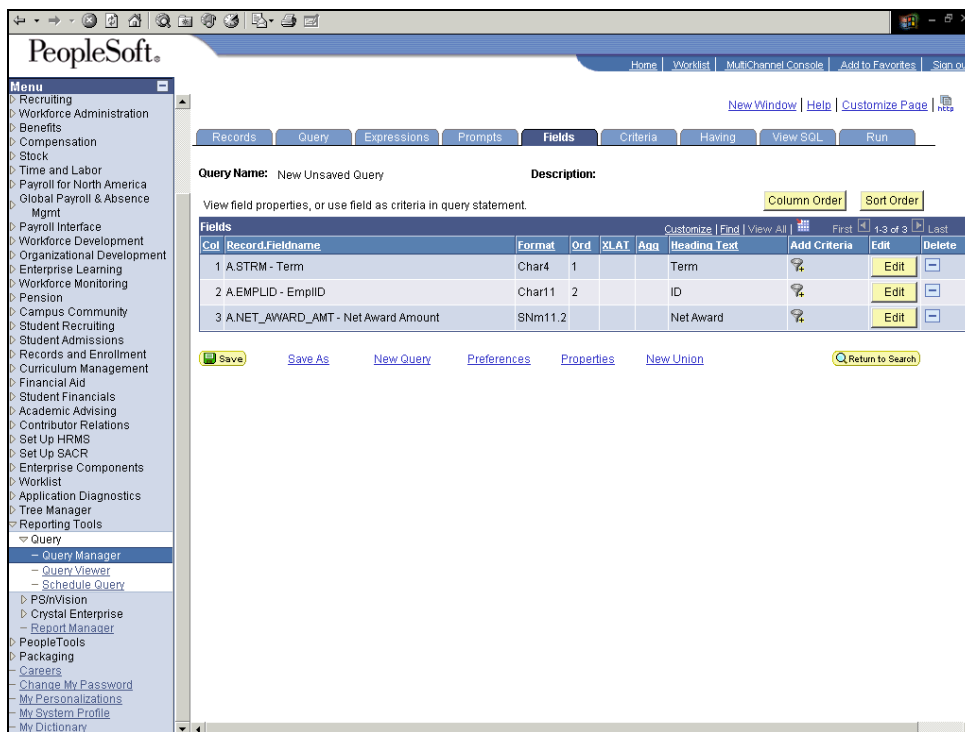 PeopleSoft.
Home | Worklist | MultiChannel Console | Add to Favorites | Sign ou
Menu
Recruiting
Workforce Administration
Benefits
Compensation
Stock
Time and Labor
Payroll for North America
Global Payroll & Absence
Mgmt
Payroll Interface
Workforce Development
Organizational Development
Enterprise Learning
Workforce Monitoring
Pension
Campus Community
Student Recruiting
Student Admissions
Records and Enrollment
Curriculum Management
Financial Aid
Student Financials
Academic Advising
Contributor Relations
Set Up HRMS
Set Up SACR
Enterprise Components
Worklist
Application Diagnostics
Tree Manager
Reporting Tools
Query
– Query Manager
– Query Viewer
– Schedule Query
PS/nVision
Crystal Enterprise
– Report Manager
PeopleTools
Packaging
– Careers
– Change My Password
– My Personalizations
– My System Profile
– My Dictionary
New Window | Help | Customize Page | http
Records Query Expressions Prompts Fields Criteria Having View SQL Run
Query Name: New Unsaved Query Description:
View field properties, or use field as criteria in query statement. Column Order Sort Order
Fields Customize | Find | View All | First 1-3 of 3 Last
Col Record.Fieldname Format Ord XLAT Agg Heading Text Add Criteria Edit Delete
1 A.STRM - Term Char4 1 Term Edit
2 A.EMPLID - EmplID Char11 2 ID Edit
3 A.NET_AWARD_AMT - Net Award Amount SNm11.2 Net Award Edit
Save Save As New Query Preferences Properties New Union Return to Search